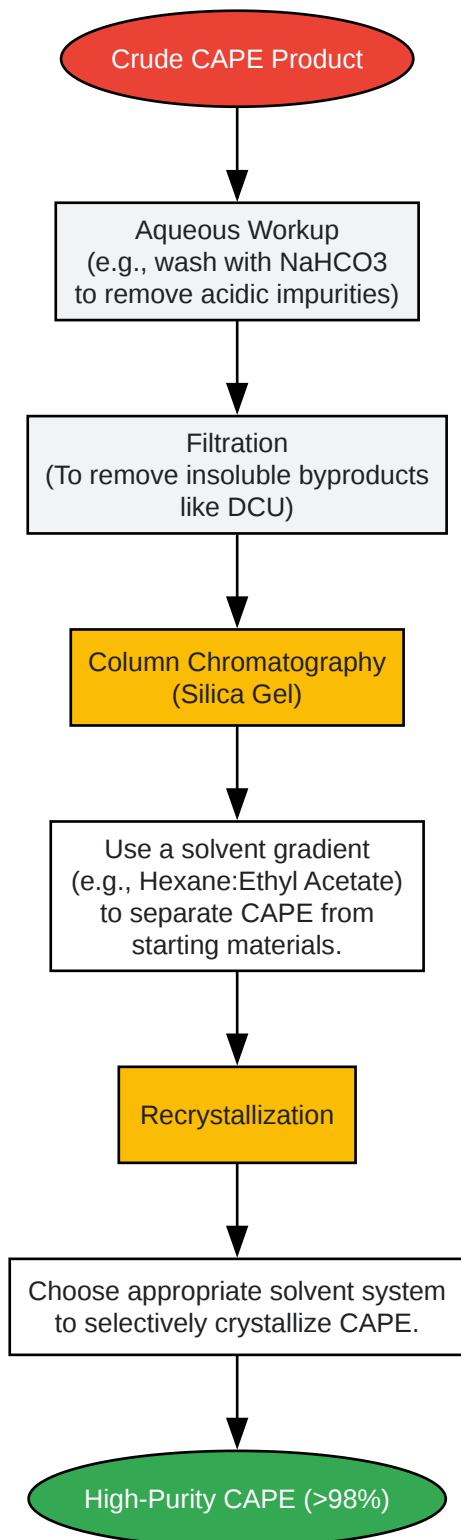 Crude CAPE Product
Aqueous Workup
(e.g., wash with NaHCO3
to remove acidic impurities)
Filtration
(To remove insoluble byproducts
like DCU)
Column Chromatography
(Silica Gel)
Use a solvent gradient
(e.g., Hexane:Ethyl Acetate)
to separate CAPE from
starting materials.
Recrystallization
Choose appropriate solvent system
to selectively crystallize CAPE.
High-Purity CAPE (>98%)